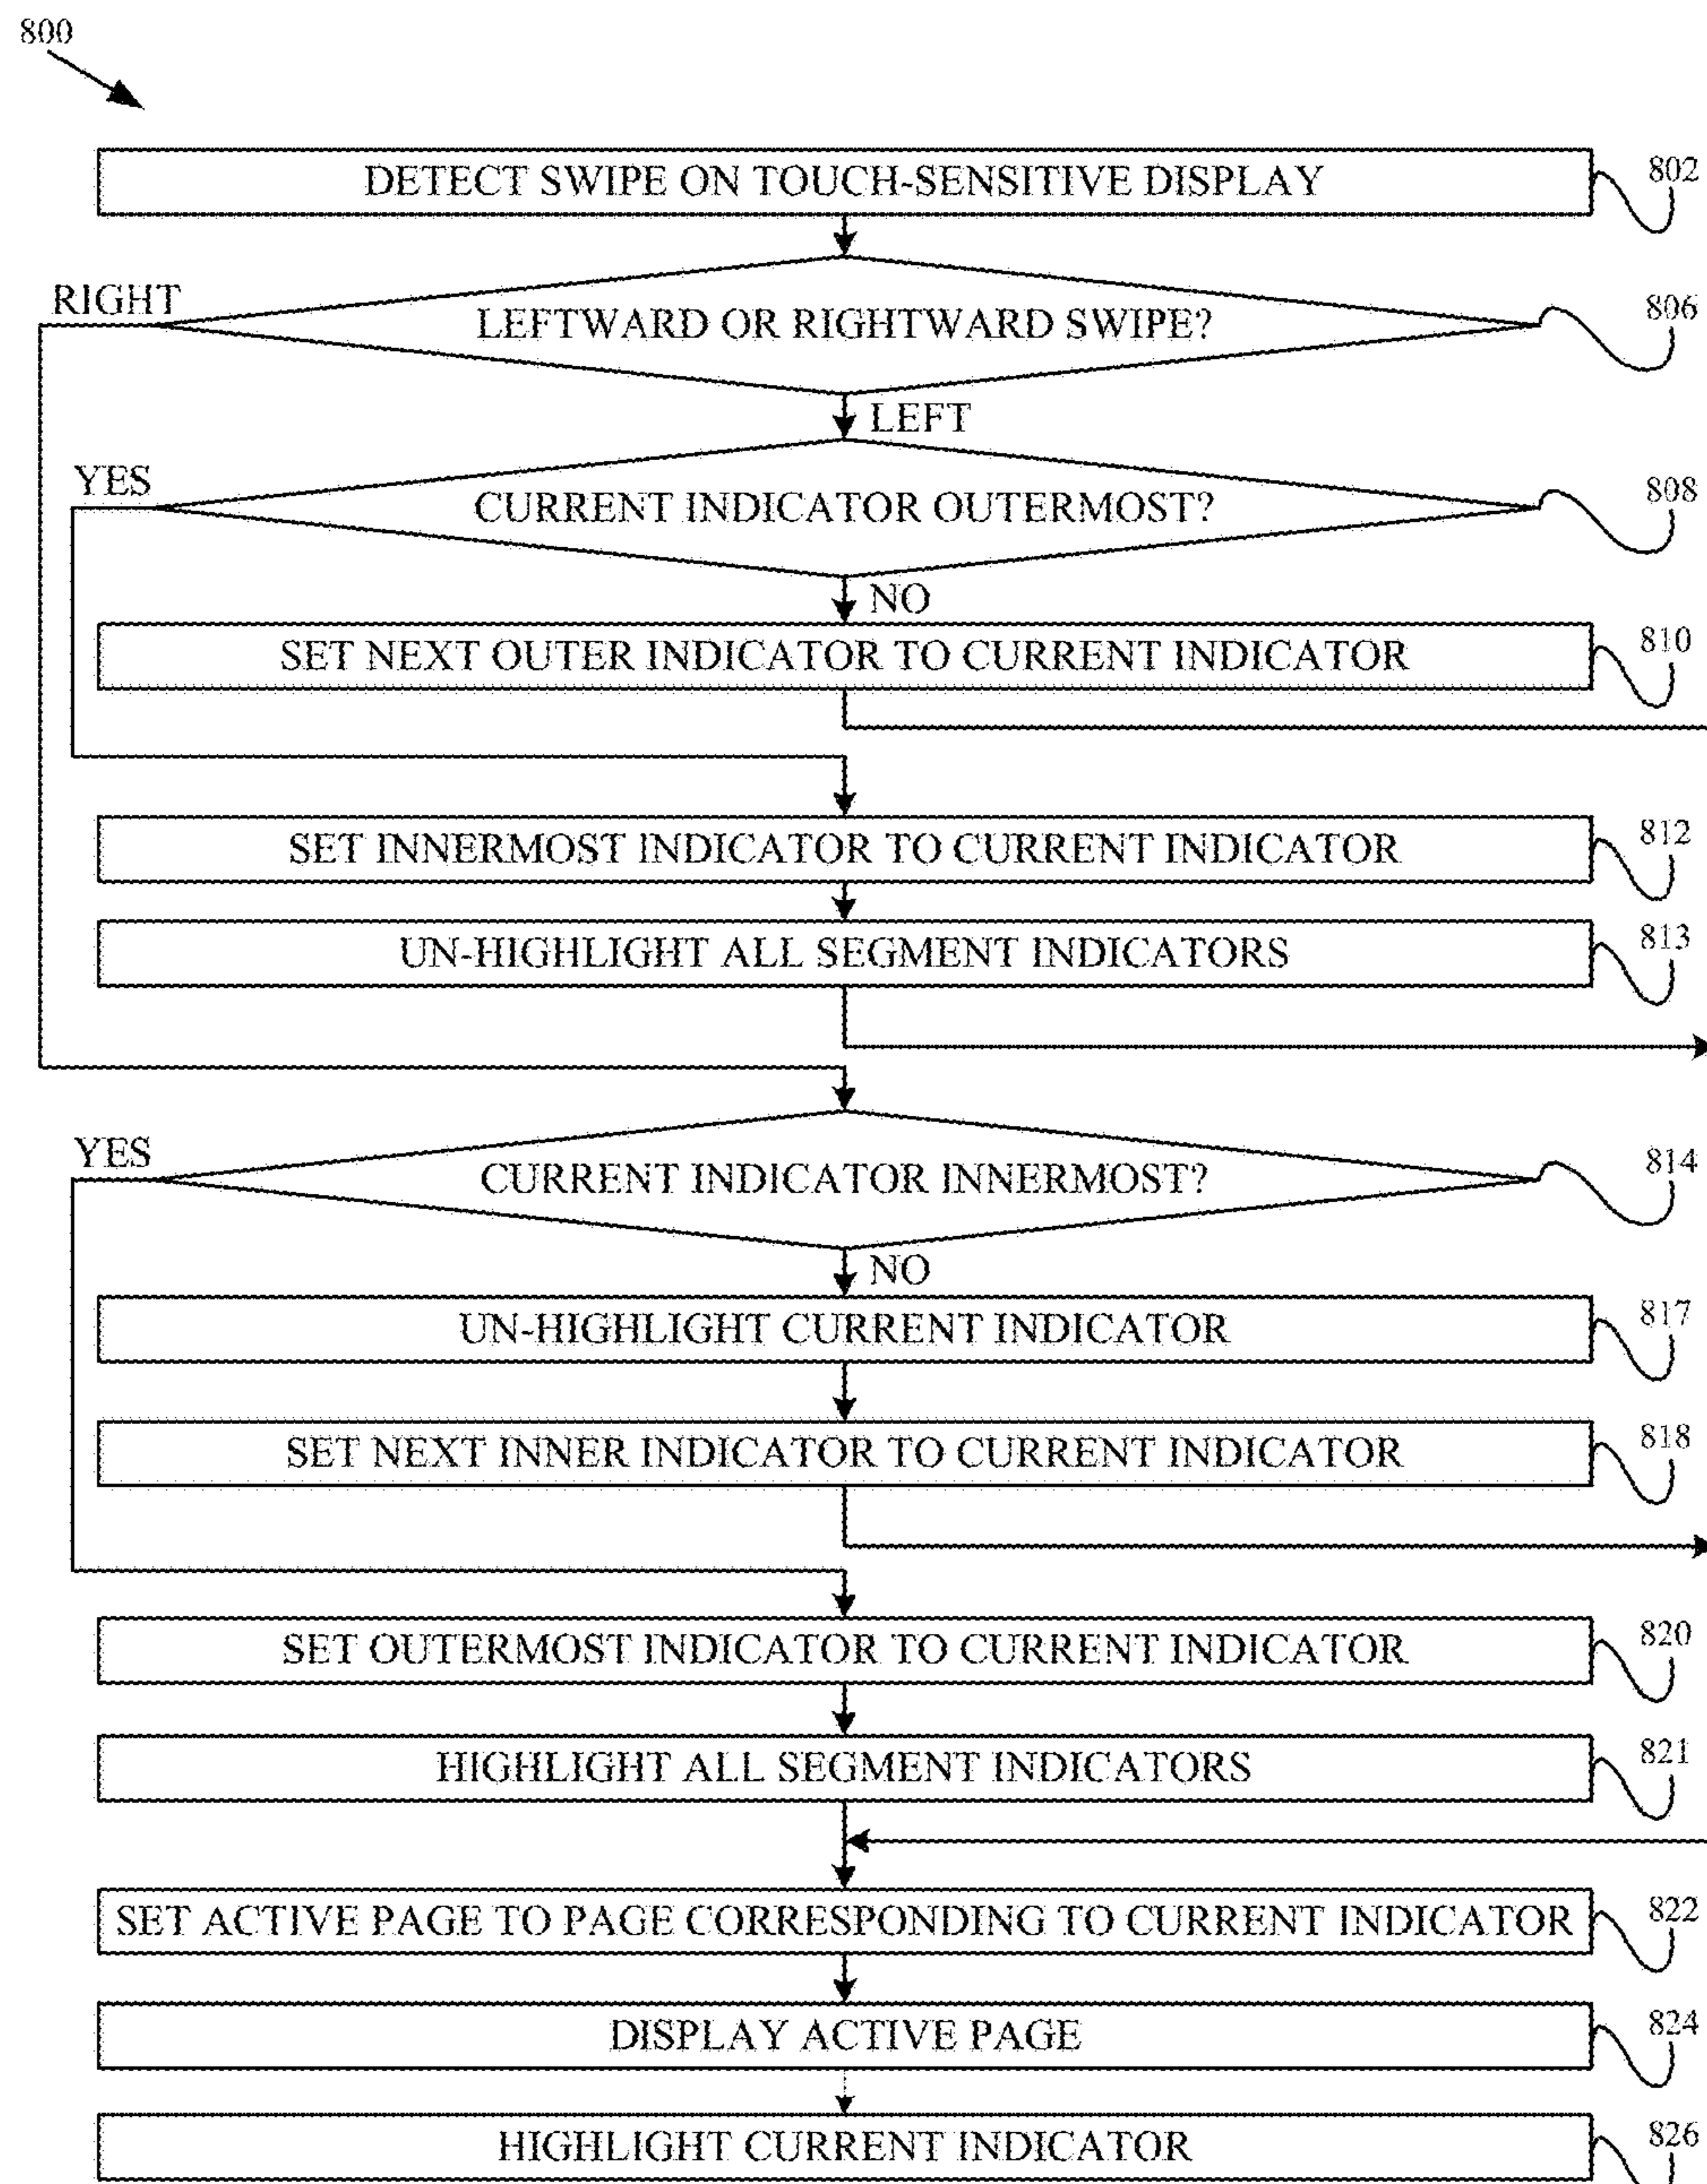 800
DETECT SWIPE ON TOUCH-SENSITIVE DISPLAY 802
RIGHT
LEFTWARD OR RIGHTWARD SWIPE? 806
LEFT
YES
CURRENT INDICATOR OUTERMOST? 808
NO
SET NEXT OUTER INDICATOR TO CURRENT INDICATOR 810
SET INNERMOST INDICATOR TO CURRENT INDICATOR 812
UN-HIGHLIGHT ALL SEGMENT INDICATORS 813
YES
CURRENT INDICATOR INNERMOST? 814
NO
UN-HIGHLIGHT CURRENT INDICATOR 817
SET NEXT INNER INDICATOR TO CURRENT INDICATOR 818
SET OUTERMOST INDICATOR TO CURRENT INDICATOR 820
HIGHLIGHT ALL SEGMENT INDICATORS 821
SET ACTIVE PAGE TO PAGE CORRESPONDING TO CURRENT INDICATOR 822
DISPLAY ACTIVE PAGE 824
HIGHLIGHT CURRENT INDICATOR 826